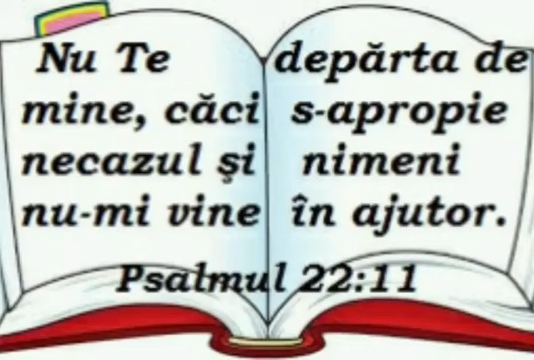 Nu Te depărta de
mine, căci s-apropie
necazul şi nimeni
nu-mi vine în ajutor.
Psalmul 22:11